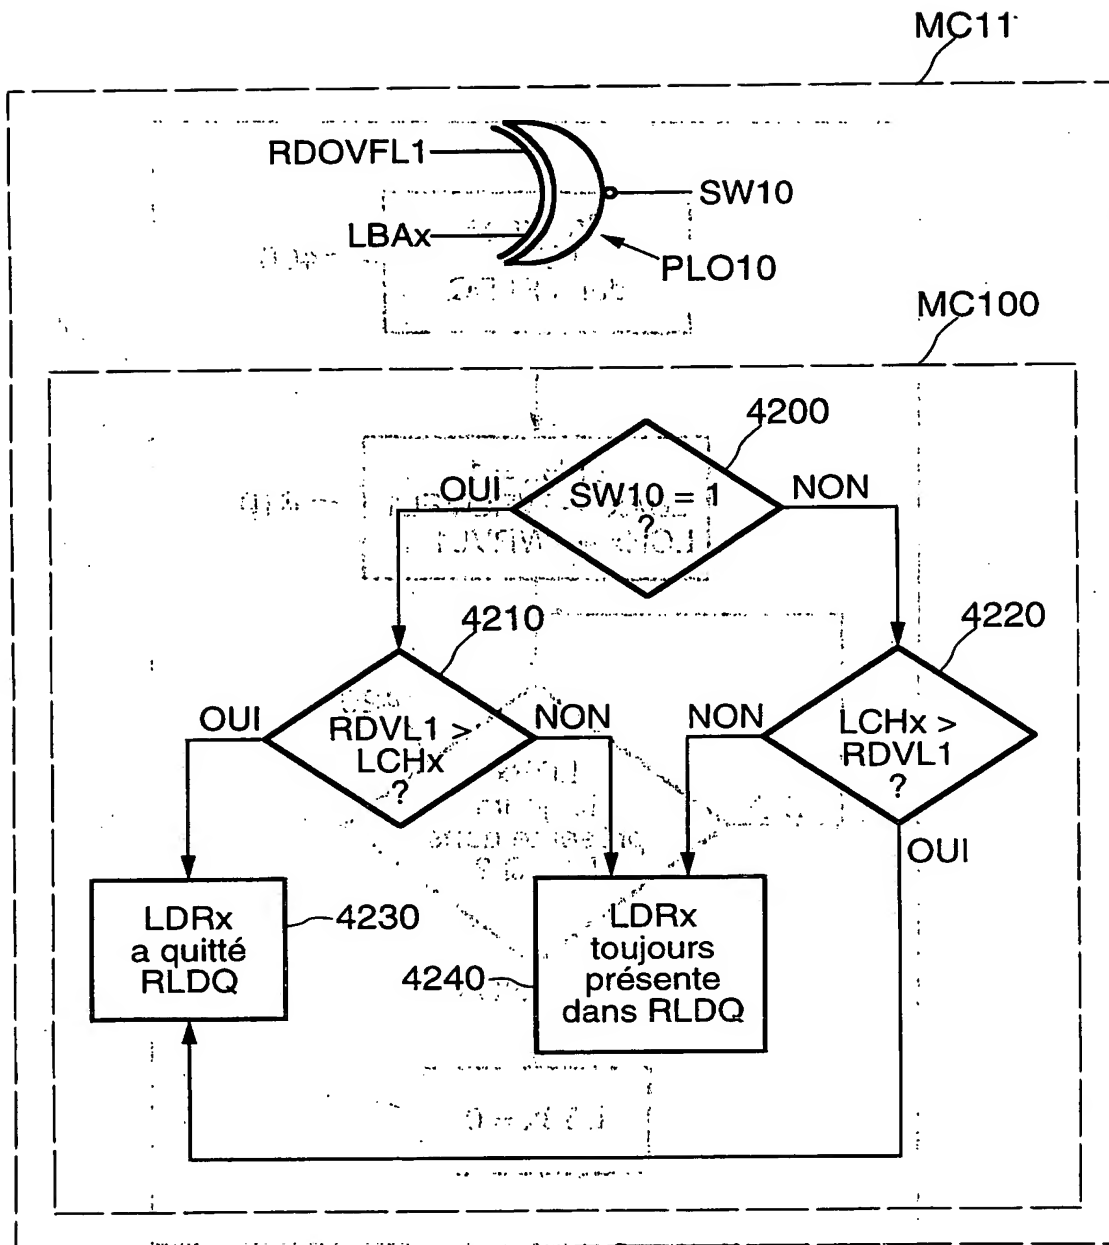 MC11
RDOVFL1
LBAx
SW10
PLO10
MC100
4200
SW10 = 1
?
OUI
NON
4210
4220
RDVL1 >
LCHx
?
OUI
NON
LCHx >
RDVL1
?
NON
OUI
LDRx
a quitté
RLDQ
4230
LDRx
toujours
présente
dans RLDQ
4240